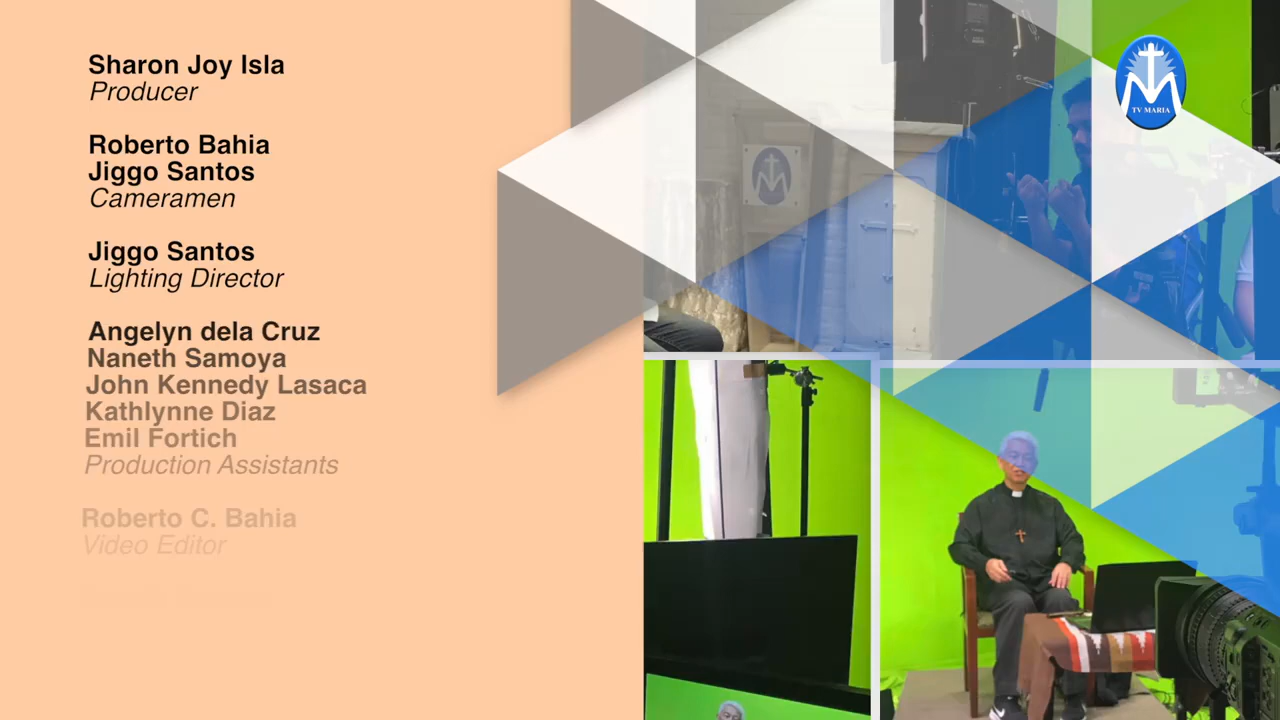 Sharon Joy Isla
Producer
Roberto Bahia
Jiggo Santos
Cameramen
Jiggo Santos
Lighting Director
Angelyn dela Cruz
Naneth Samoya
John Kennedy Lasaca
Kathlynne Diaz
Emil Fortich
Production Assistants
Roberto C. Bahia
Video Editor
TV MARIA